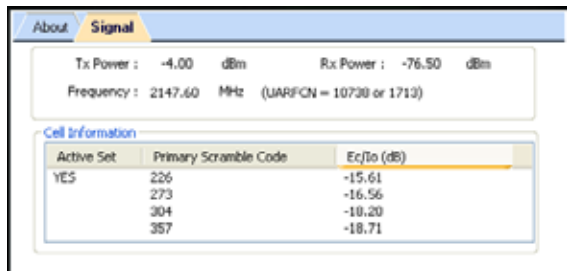 About Signal
Tx Power : -4.00 dBm Rx Power : -76.50 dBm
Frequency : 2147.60 MHz (UARFCN = 10738 or 1713)
Cell Information
Active Set Primary Scramble Code Ec/Io (dB)
YES 226 -15.61
273 -16.56
304 -18.20
357 -18.71